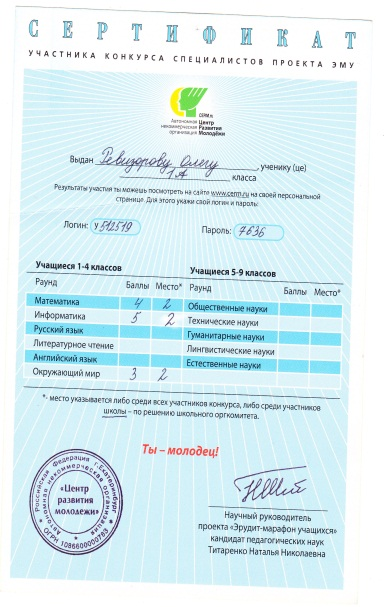 СЕРТИФИКАТ
УЧАСТНИКА КОНКУРСА СПЕЦИАЛИСТОВ ПРОЕКТА ЭМУ
CERM.ru
Автономная некоммерческая организация
Центр Развития Молодёжи
Выдан Ревизорову Олегу, ученику (це)
1А класса
Результаты участия ты можешь посмотреть на сайте www.cerm.ru на своей персональной
странице. Для этого укажи свой логин и пароль:
Логин: у512519 Пароль: 7636
Учащиеся 1-4 классов
Раунд Баллы Место*
Математика 4 2
Информатика 5 2
Русский язык
Литературное чтение
Английский язык
Окружающий мир 3 2
Учащиеся 5-9 классов
Раунд Баллы Место*
Общественные науки
Технические науки
Гуманитарные науки
Лингвистические науки
Естественные науки
*- место указывается либо среди всех участников конкурса, либо среди участников
школы – по решению школьного оргкомитета.
Ты – молодец!
Российская Федерация г.Екатеринбург
Автономная некоммерческая организация
«Центр
развития
молодежи»
ОГРН 1086600000783
Научный руководитель
проекта «Эрудит-марафон учащихся»
кандидат педагогических наук
Титаренко Наталья Николаевна